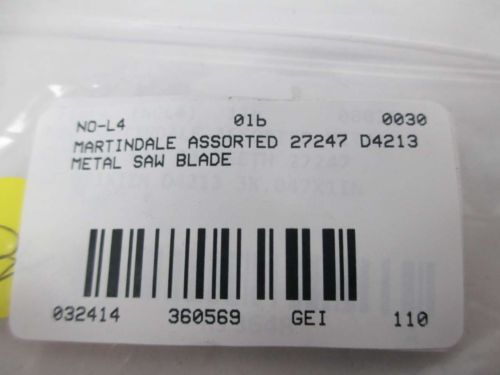 NO-L4 01b 0030
MARTINDALE ASSORTED 27247 D4213
METAL SAW BLADE
032414 360569 GEI 110